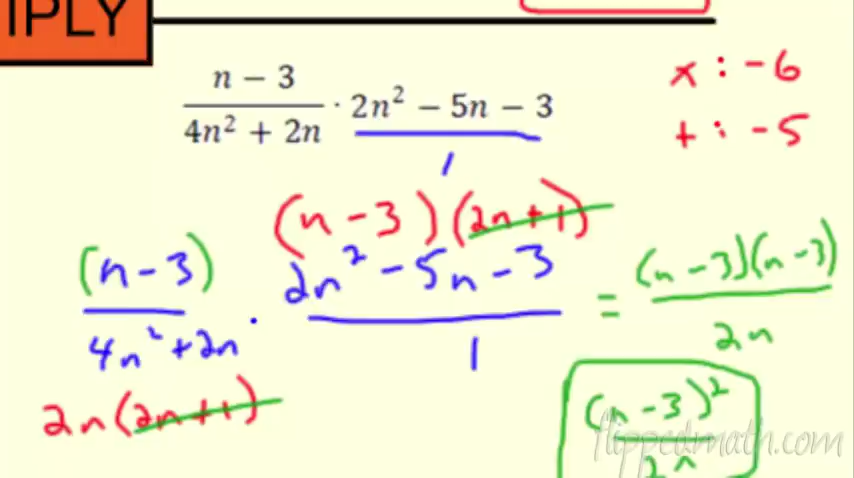 IPLY
n − 3
4n² + 2n · 2n² − 5n − 3
1
x : -6
+ : -5
(n - 3)(2n + 1)
(n - 3)
4n² + 2n
2n(2n+1)
· 2n² - 5n - 3
1
= (n - 3)(n - 3)
2n
(n - 3)²
2n
flippedmath.com